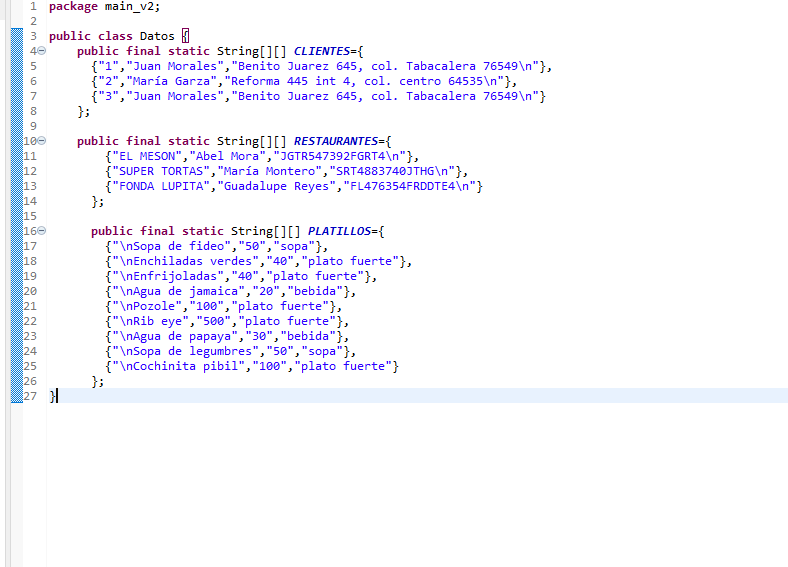 1 package main_v2;
2
3 public class Datos {
4 public final static String[][] CLIENTES={
5 {"1","Juan Morales","Benito Juarez 645, col. Tabacalera 76549\n"},
6 {"2","María Garza","Reforma 445 int 4, col. centro 64535\n"},
7 {"3","Juan Morales","Benito Juarez 645, col. Tabacalera 76549\n"}
8 };
9
10 public final static String[][] RESTAURANTES={
11 {"EL MESON","Abel Mora","JGTR547392FGRT4\n"},
12 {"SUPER TORTAS","María Montero","SRT4883740JTHG\n"},
13 {"FONDA LUPITA","Guadalupe Reyes","FL476354FRDDTE4\n"}
14 };
15
16 public final static String[][] PLATILLOS={
17 {"\nSopa de fideo","50","sopa"},
18 {"\nEnchiladas verdes","40","plato fuerte"},
19 {"\nEnfrijoladas","40","plato fuerte"},
20 {"\nAgua de jamaica","20","bebida"},
21 {"\nPozole","100","plato fuerte"},
22 {"\nRib eye","500","plato fuerte"},
23 {"\nAgua de papaya","30","bebida"},
24 {"\nSopa de legumbres","50","sopa"},
25 {"\nCochinita pibil","100","plato fuerte"}
26 };
27 }